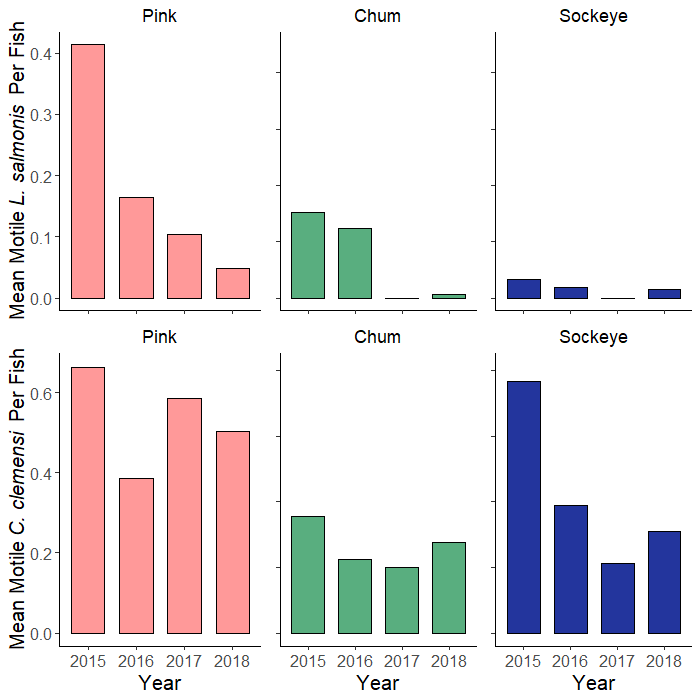 Pink Chum Sockeye
Mean Motile L. salmonis Per Fish
0.4
0.3
0.2
0.1
0.0
Pink Chum Sockeye
Mean Motile C. clemensi Per Fish
0.6
0.4
0.2
0.0
2015 2016 2017 2018 2015 2016 2017 2018 2015 2016 2017 2018
Year Year Year